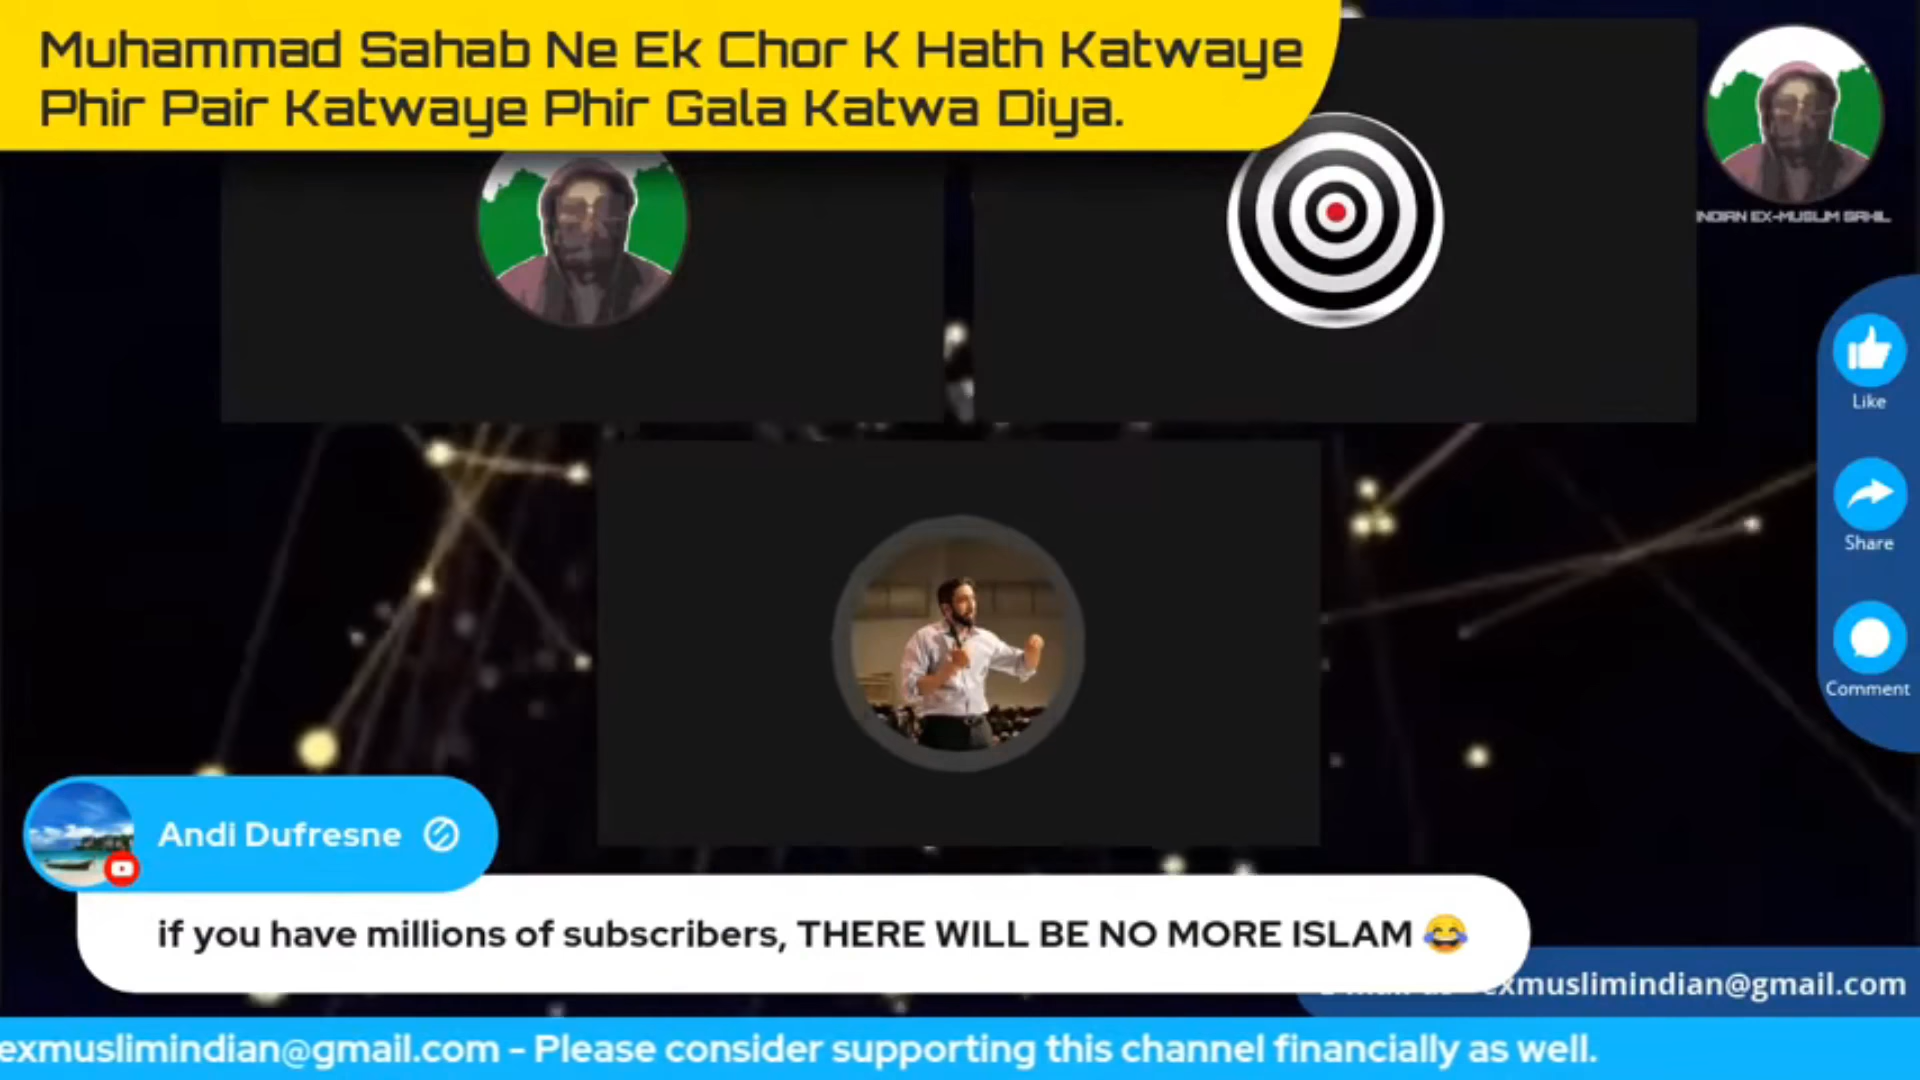 Muhammad Sahab Ne Ek Chor K Hath Katwaye
Phir Pair Katwaye Phir Gala Katwa Diya.
INDIAN EX-MUSLIM SAHIL
Like
Share
Comment
Andi Dufresne
if you have millions of subscribers, THERE WILL BE NO MORE ISLAM 😂
exmuslimindian@gmail.com
exmuslimindian@gmail.com - Please consider supporting this channel financially as well.